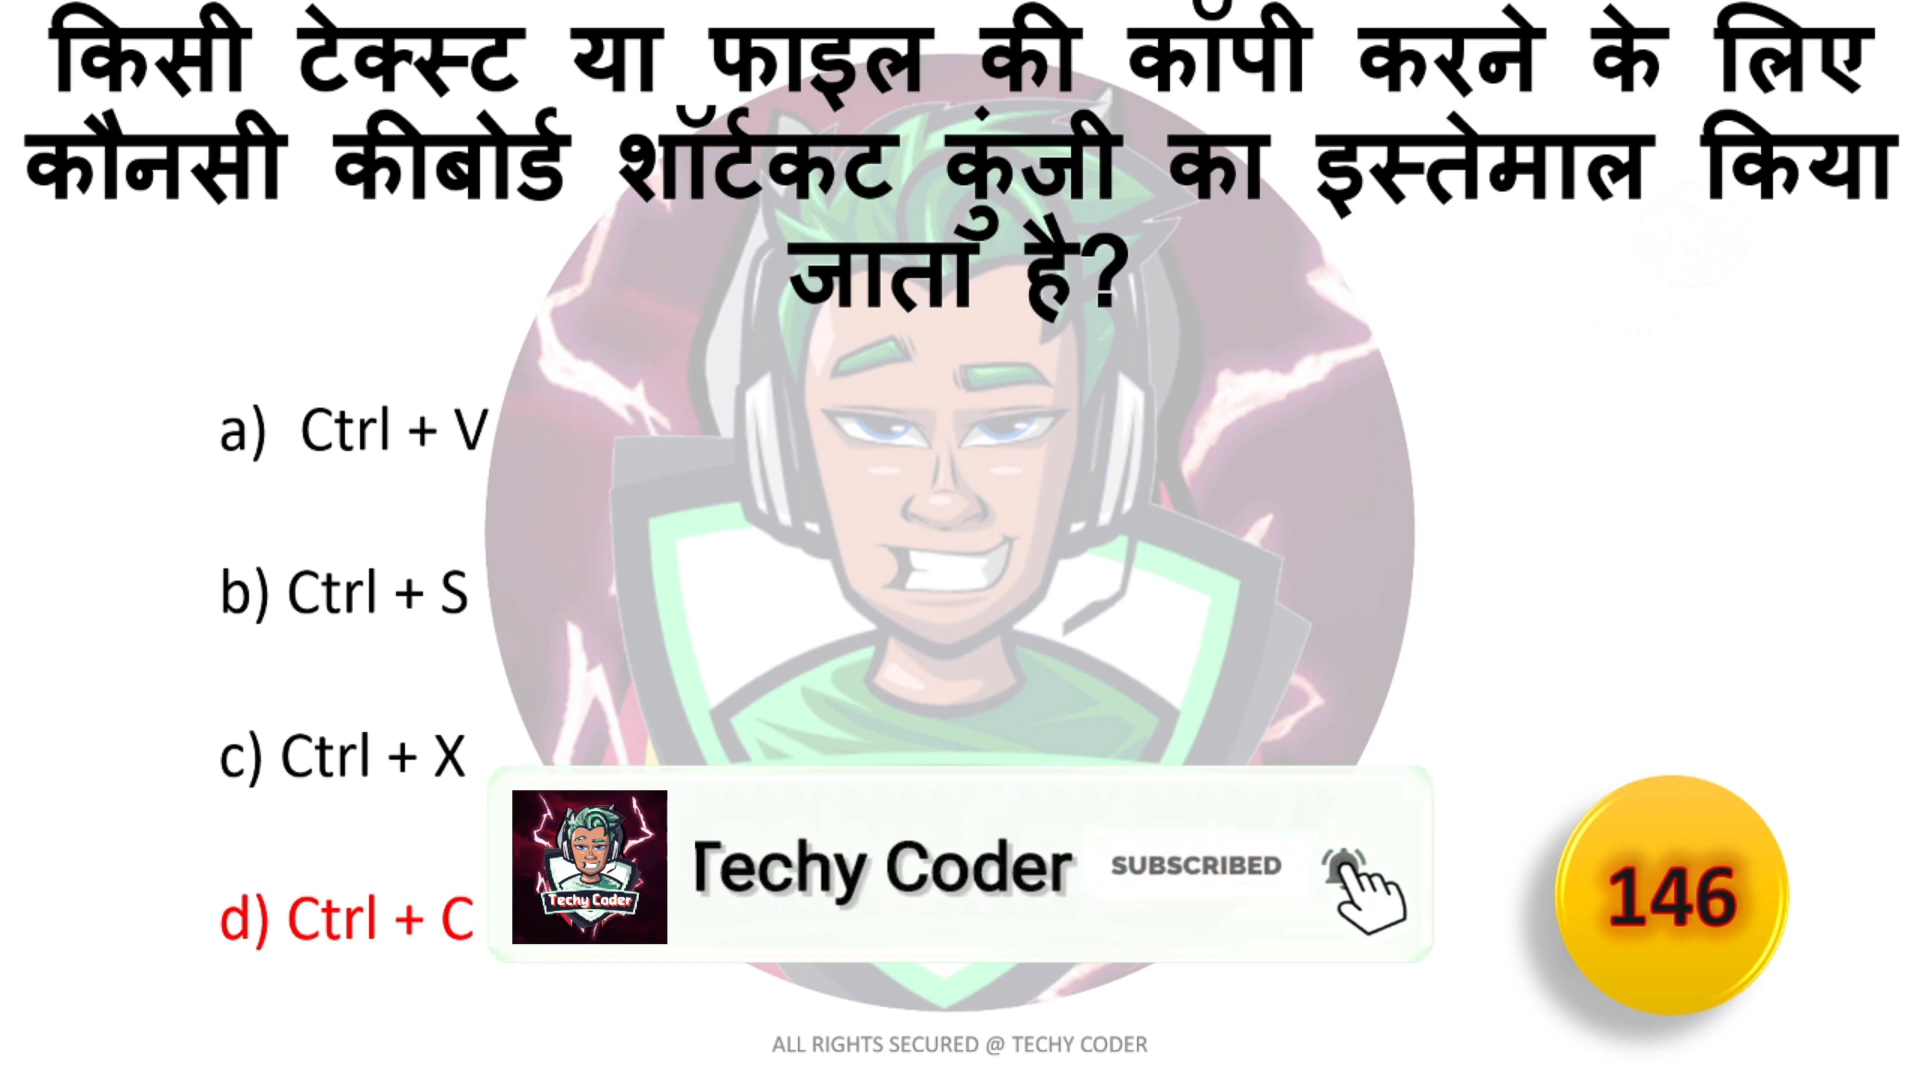 किसी टेक्स्ट या फाइल की कॉपी करने के लिए
कौनसी कीबोर्ड शॉर्टकट कुंजी का इस्तेमाल किया
जाता है?
a) Ctrl + V
b) Ctrl + S
c) Ctrl + X
d) Ctrl + C
Techy Coder
Techy Coder
SUBSCRIBED
146
ALL RIGHTS SECURED @ TECHY CODER